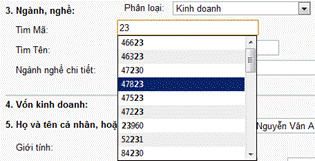 3. Ngành, nghề: Phân loại: Kinh doanh
Tìm Mã: 23
46623
Tìm Tên: 46323
47230
Ngành nghề chi tiết: 47823
47523
47223
4. Vốn kinh doanh: 23960
5. Họ và tên cá nhân, hoặ 52231 Nguyễn Văn A
Giới tính: 84230